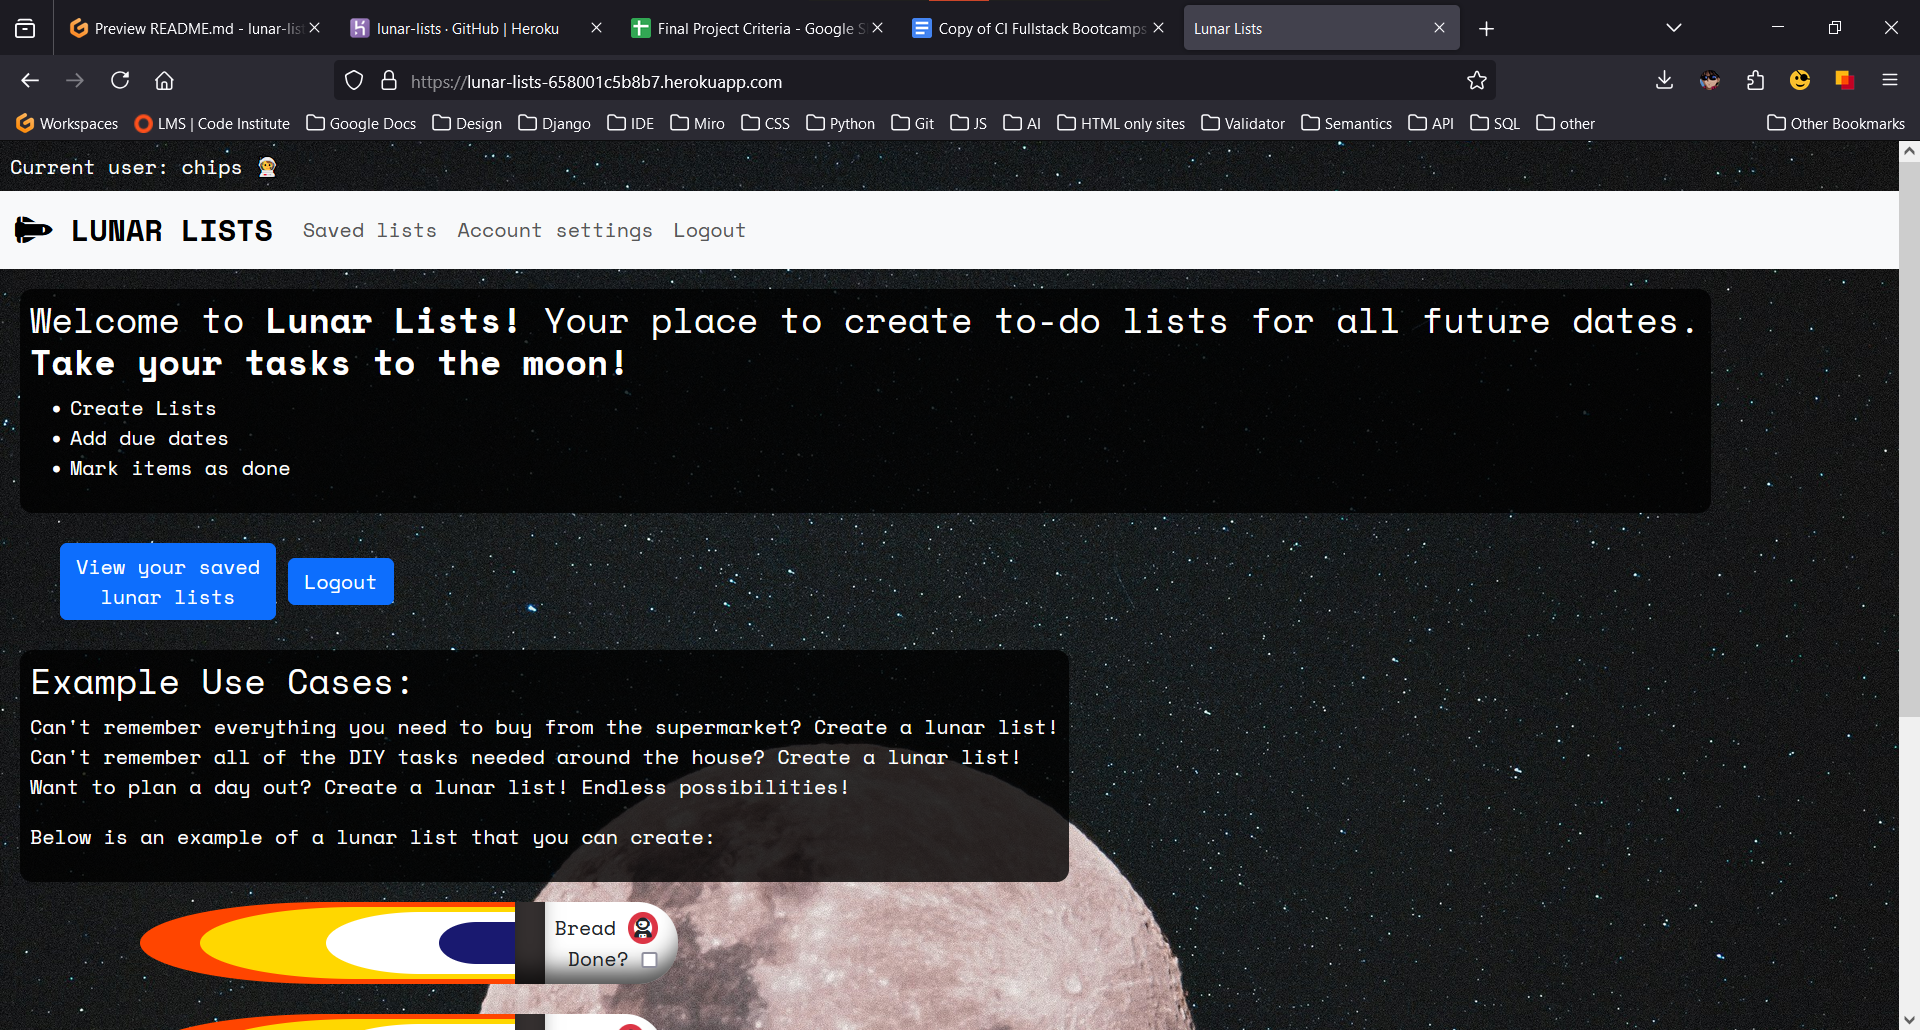 Preview README.md - lunar-lis
lunar-lists · GitHub | Heroku
Final Project Criteria - Google S
Copy of CI Fullstack Bootcamps
Lunar Lists
https://lunar-lists-658001c5b8b7.herokuapp.com
Workspaces LMS | Code Institute Google Docs Design Django IDE Miro CSS Python Git JS AI HTML only sites Validator Semantics API SQL other Other Bookmarks
Current user: chips
LUNAR LISTS Saved lists Account settings Logout
Welcome to Lunar Lists! Your place to create to-do lists for all future dates.
Take your tasks to the moon!
• Create Lists
• Add due dates
• Mark items as done
View your saved
lunar lists
Logout
Example Use Cases:
Can't remember everything you need to buy from the supermarket? Create a lunar list!
Can't remember all of the DIY tasks needed around the house? Create a lunar list!
Want to plan a day out? Create a lunar list! Endless possibilities!
Below is an example of a lunar list that you can create:
Bread
Done?